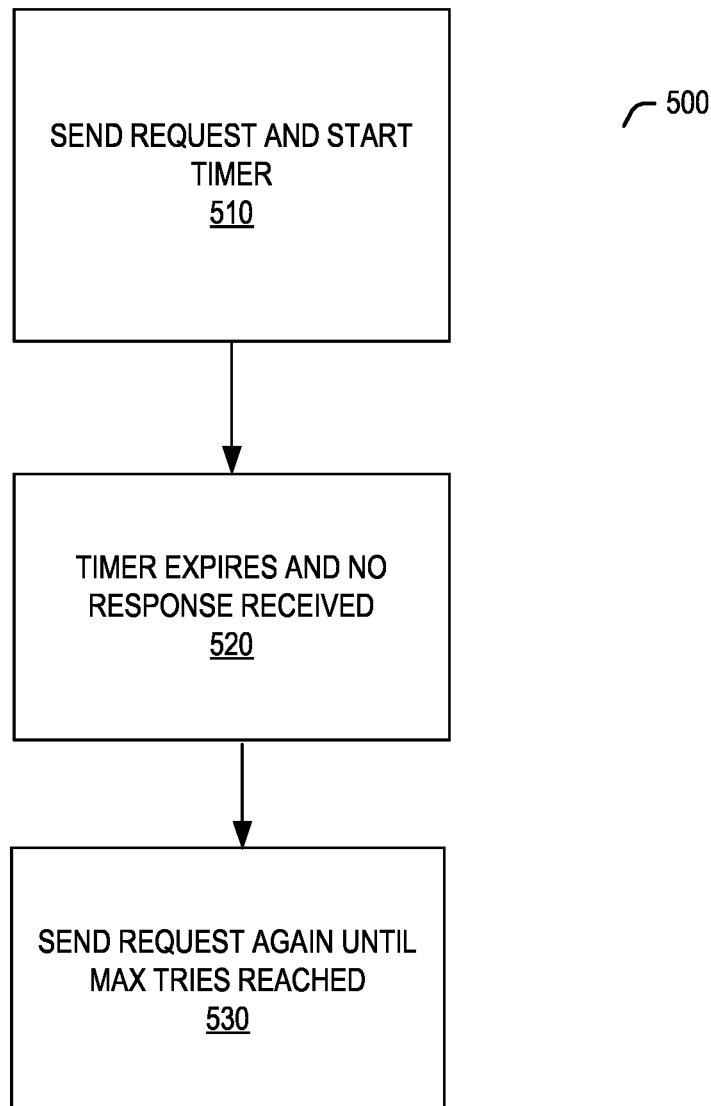 500
SEND REQUEST AND START
TIMER
510
TIMER EXPIRES AND NO
RESPONSE RECEIVED
520
SEND REQUEST AGAIN UNTIL
MAX TRIES REACHED
530